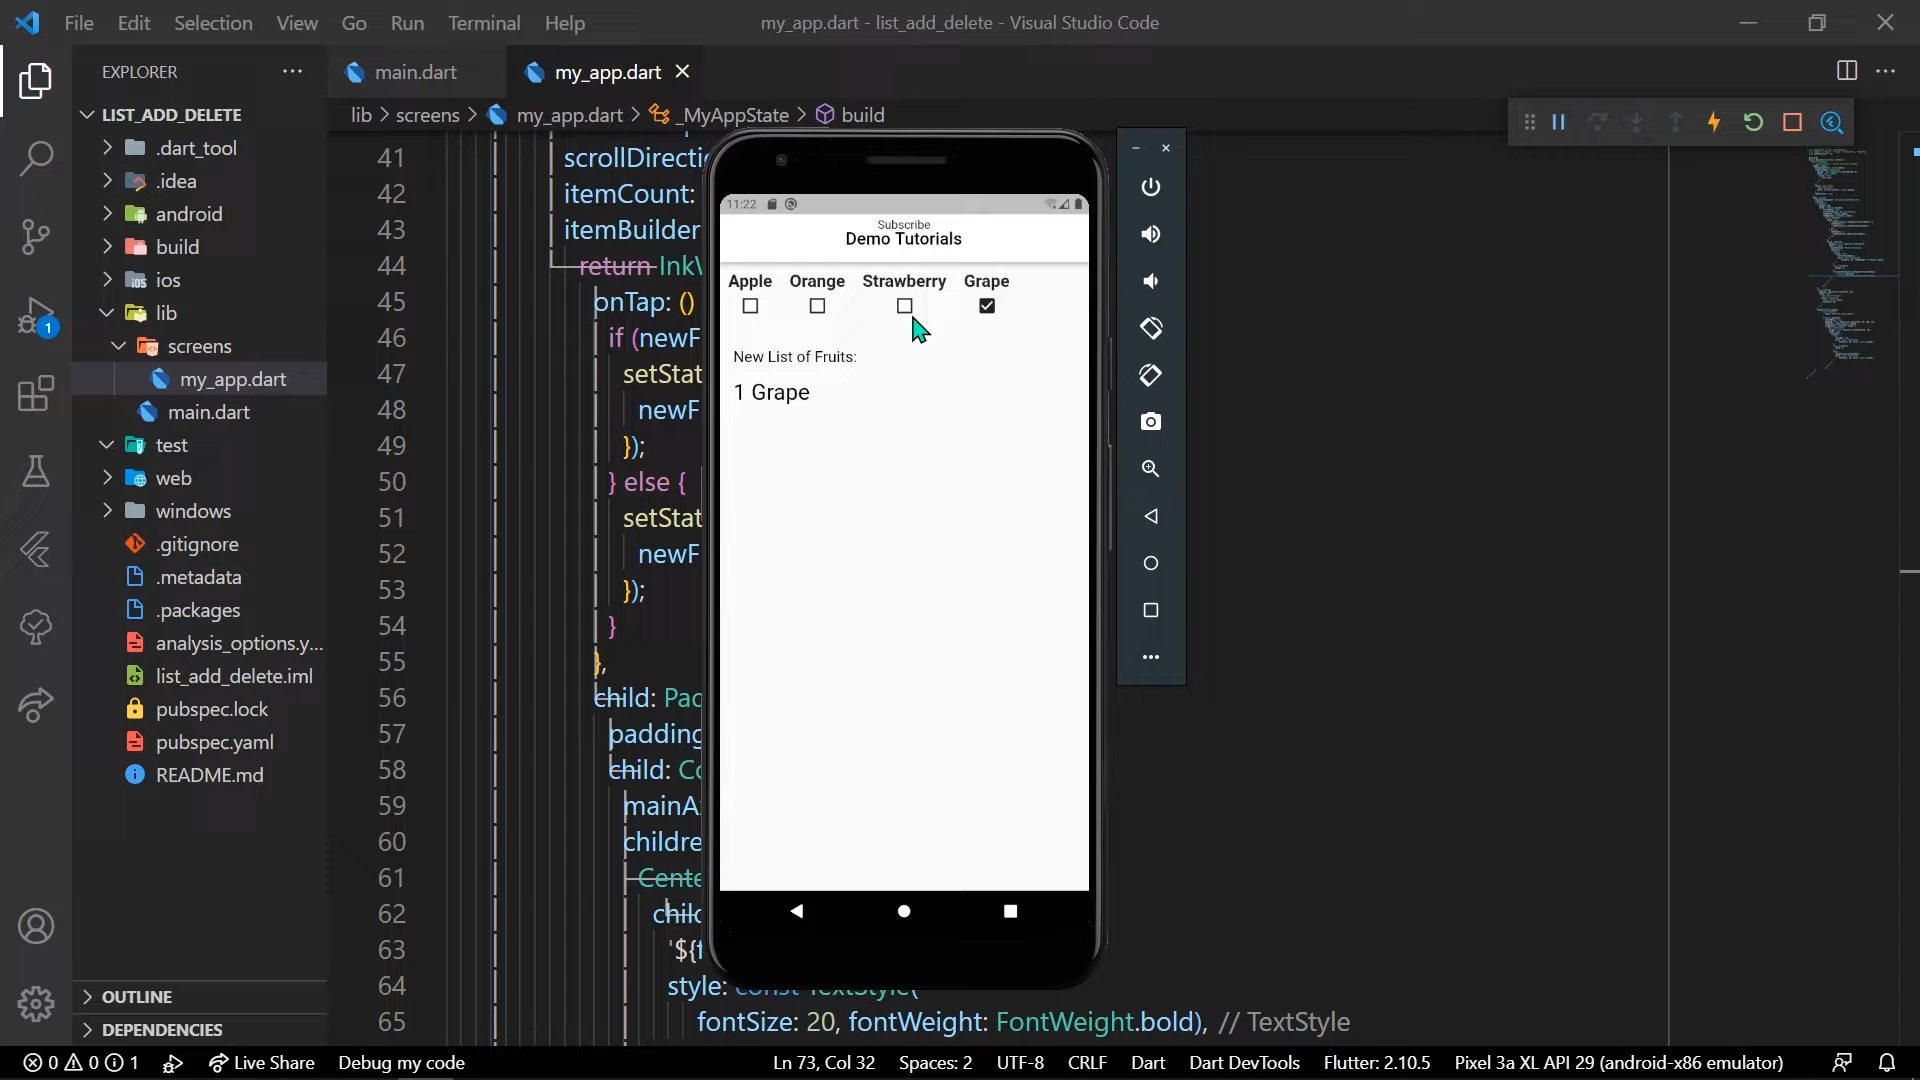 File Edit Selection View Go Run Terminal Help
my_app.dart - list_add_delete - Visual Studio Code
EXPLORER
LIST_ADD_DELETE
.dart_tool
.idea
android
build
ios
lib
screens
my_app.dart
main.dart
test
web
windows
.gitignore
.metadata
.packages
analysis_options.y...
list_add_delete.iml
pubspec.lock
pubspec.yaml
README.md
OUTLINE
DEPENDENCIES
1
main.dart my_app.dart
lib > screens > my_app.dart > _MyAppState > build
41 scrollDirecti
42 itemCount:
43 itemBuilder
44 return InkW
45 onTap: ()
46 if (newF
47 setStat
48 newF
49 });
50 } else {
51 setStat
52 newF
53 });
54 }
55 },
56 child: Pad
57 padding
58 child: Co
59 mainA
60 childre
61 Cente
62 child
63 '${f
64 style: const TextStyle(
65 fontSize: 20, fontWeight: FontWeight.bold), // TextStyle
11:22
Subscribe
Demo Tutorials
Apple Orange Strawberry Grape
New List of Fruits:
1 Grape
0 0 1 Live Share Debug my code Ln 73, Col 32 Spaces: 2 UTF-8 CRLF Dart Dart DevTools Flutter: 2.10.5 Pixel 3a XL API 29 (android-x86 emulator)